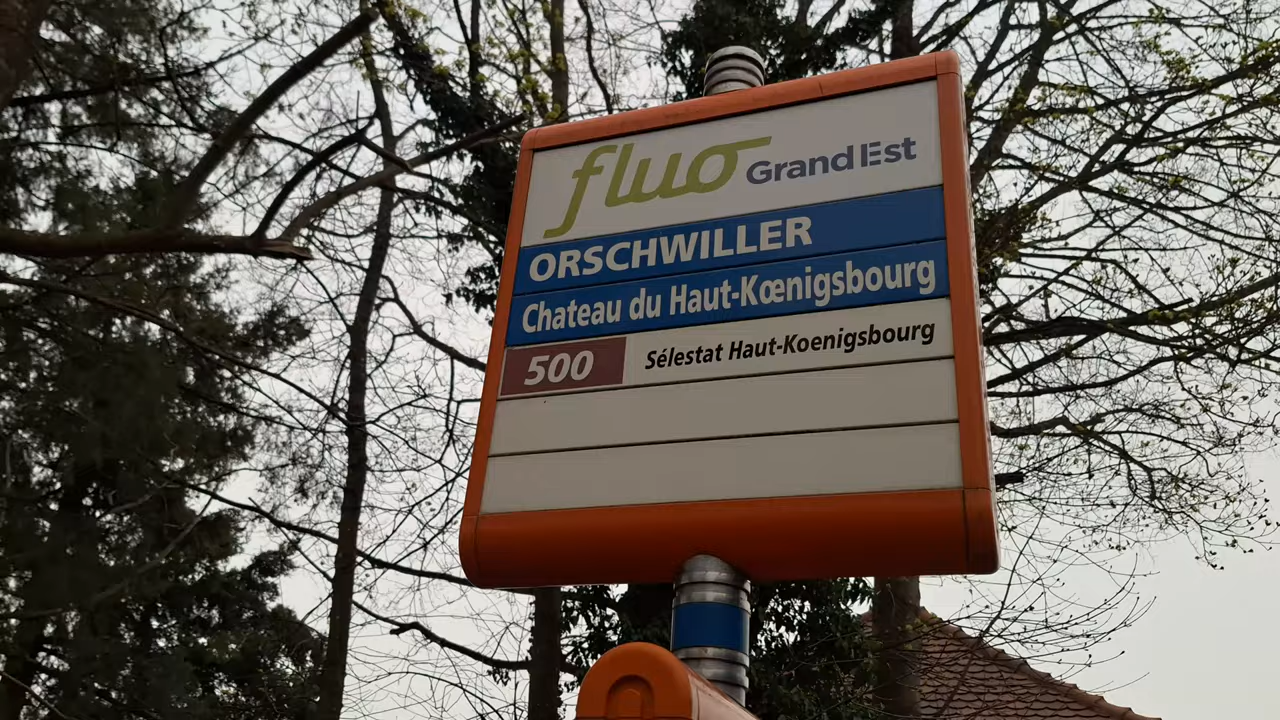 fluo Grand Est
ORSCHWILLER
Chateau du Haut-Kœnigsbourg
500 Sélestat Haut-Koenigsbourg